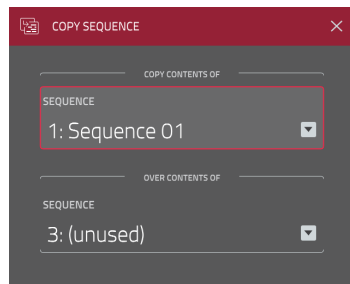 COPY SEQUENCE
COPY CONTENTS OF
SEQUENCE
1: Sequence 01
OVER CONTENTS OF
SEQUENCE
3: (unused)